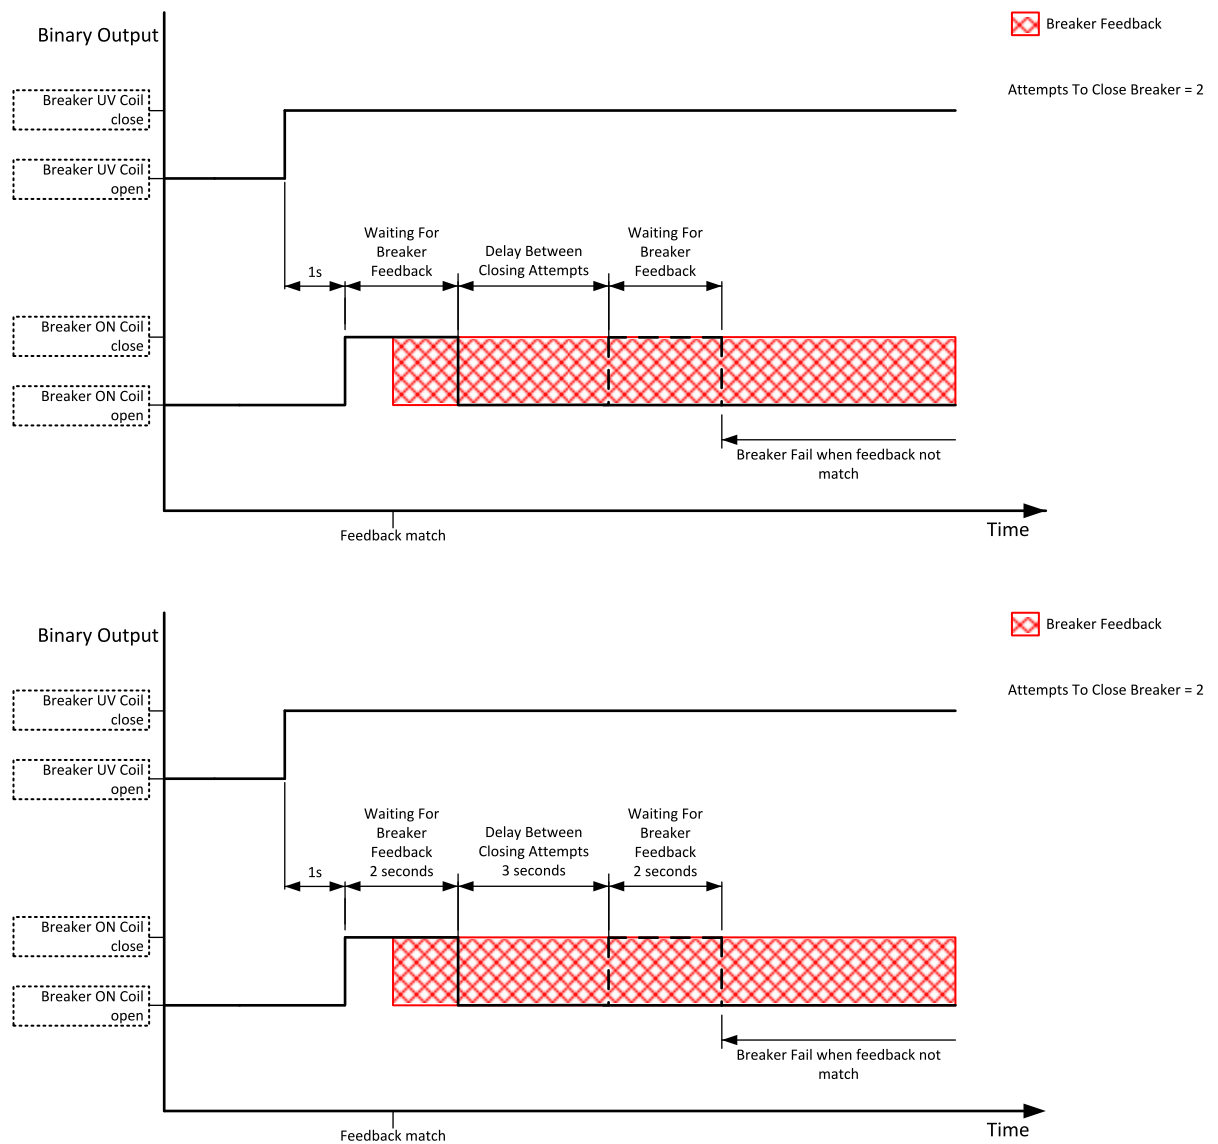 Binary Output
Breaker Feedback
Attempts To Close Breaker = 2
Breaker UV Coil
close
Breaker UV Coil
open
1s
Waiting For
Breaker
Feedback
Delay Between
Closing Attempts
Waiting For
Breaker
Feedback
Breaker ON Coil
close
Breaker ON Coil
open
Breaker Fail when feedback not
match
Feedback match
Time
Binary Output
Breaker Feedback
Attempts To Close Breaker = 2
Breaker UV Coil
close
Breaker UV Coil
open
1s
Waiting For
Breaker
Feedback
2 seconds
Delay Between
Closing Attempts
3 seconds
Waiting For
Breaker
Feedback
2 seconds
Breaker ON Coil
close
Breaker ON Coil
open
Breaker Fail when feedback not
match
Feedback match
Time